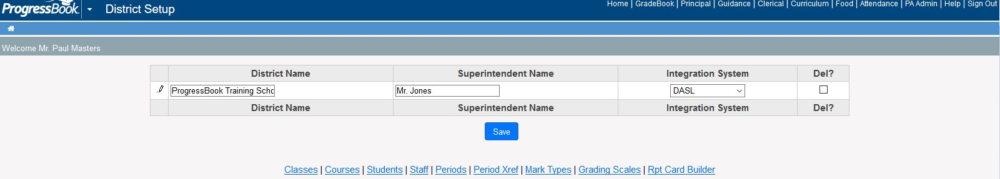 ProgressBook District Setup Home | GradeBook | Principal | Guidance | Clerical | Curriculum | Food | Attendance | PA Admin | Help | Sign Out
Welcome Mr. Paul Masters
District Name Superintendent Name Integration System Del?
ProgressBook Training Scho Mr. Jones DASL
District Name Superintendent Name Integration System Del?
Save
Classes | Courses | Students | Staff | Periods | Period Xref | Mark Types | Grading Scales | Rpt Card Builder